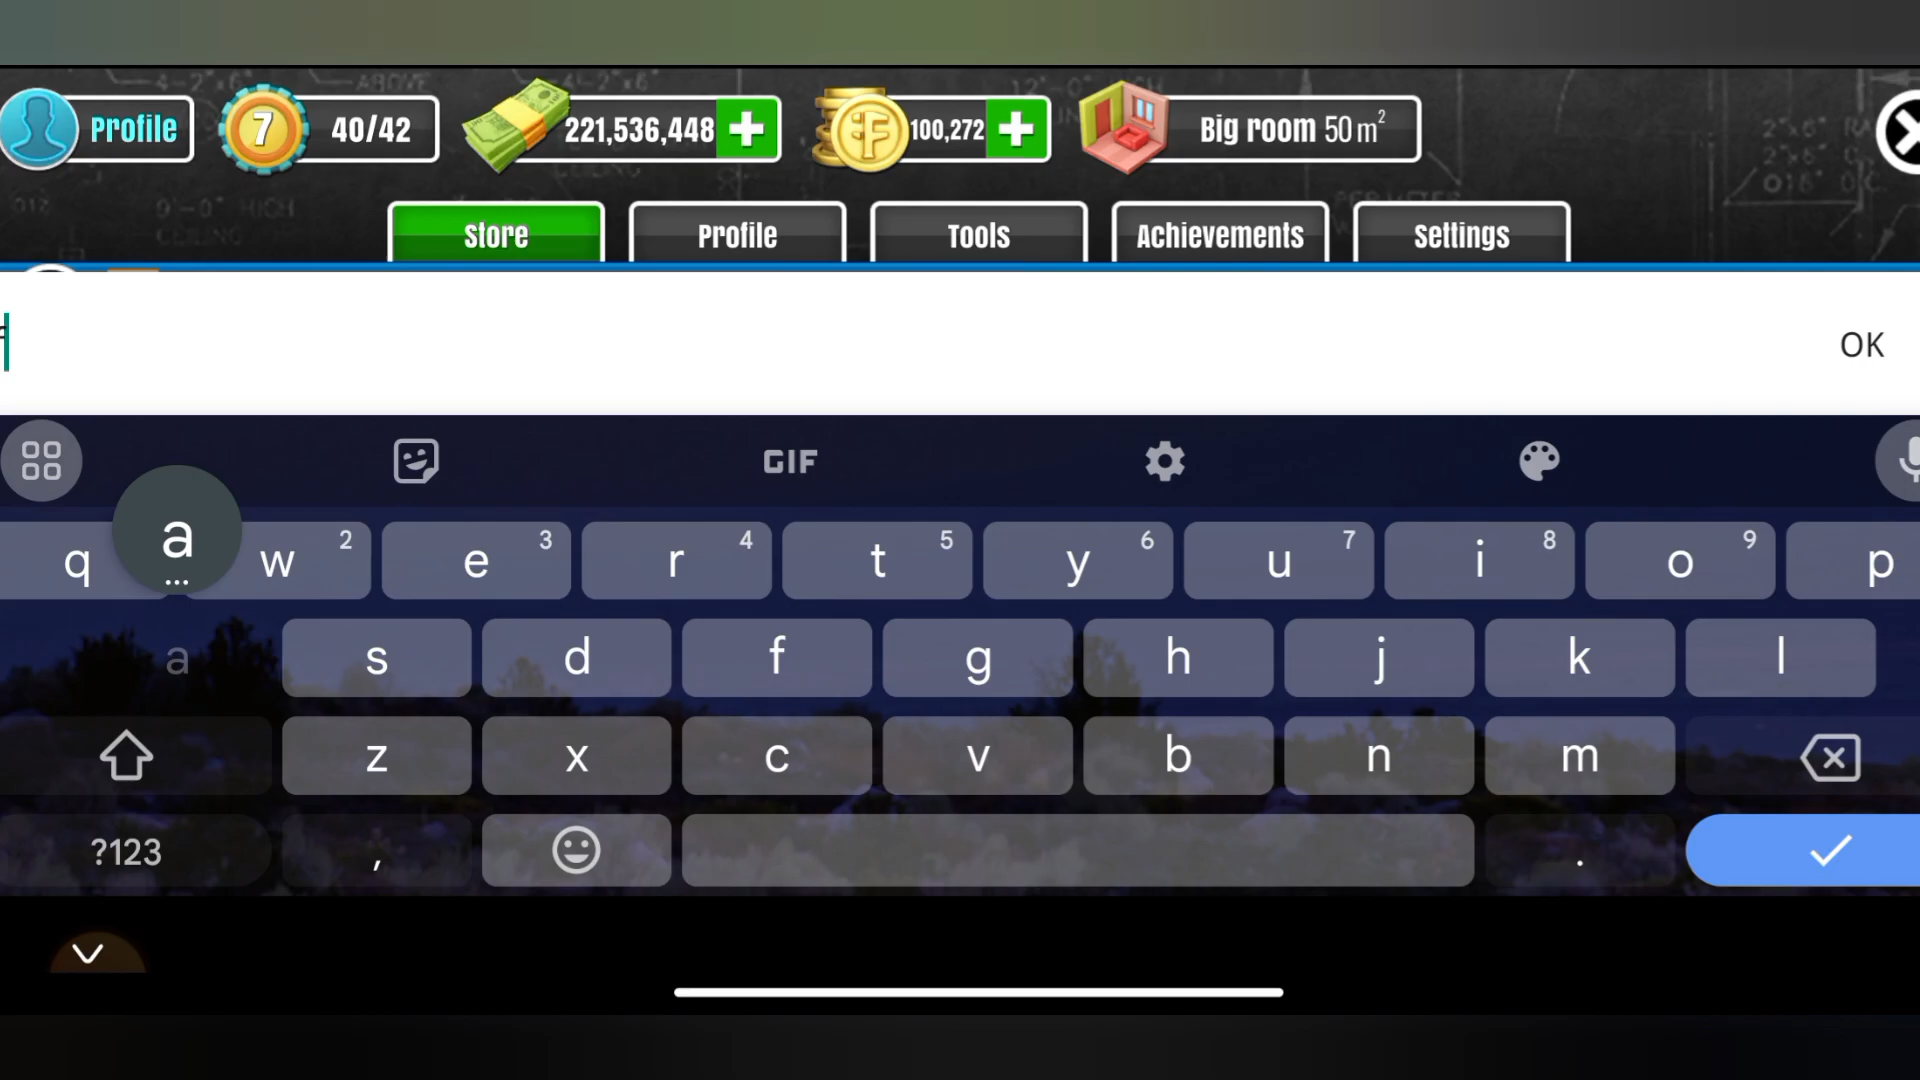 Profile 7 40/42 221,536,448 100,272 Big room 50 m²
Store Profile Tools Achievements Settings
f OK
GIF
q a w 2 e 3 r 4 t 5 y 6 u 7 i 8 o 9 p
a s d f g h j k l
z x c v b n m
?123 , .